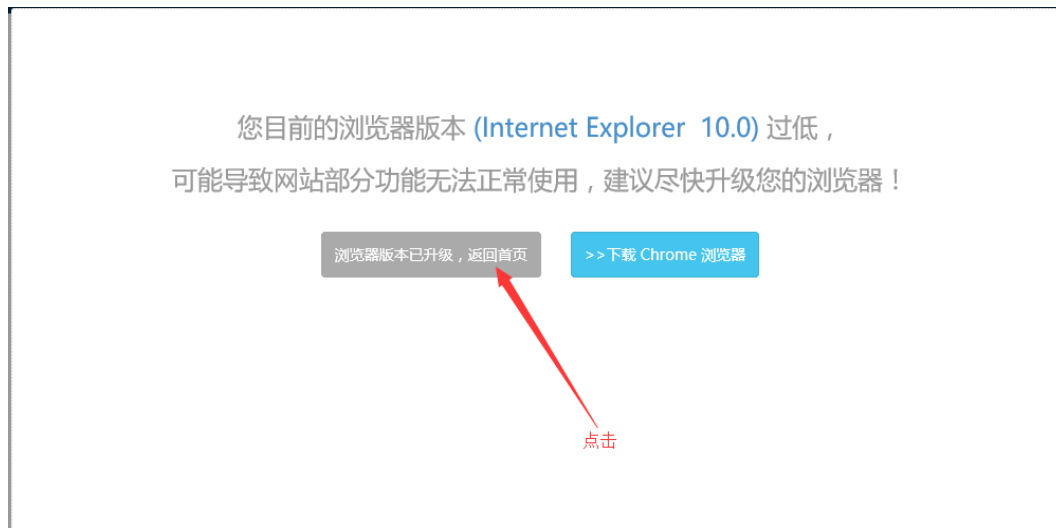 您目前的浏览器版本 (Internet Explorer 10.0) 过低，
可能导致网站部分功能无法正常使用，建议尽快升级您的浏览器！
浏览器版本已升级，返回首页
>>下载 Chrome 浏览器
点击